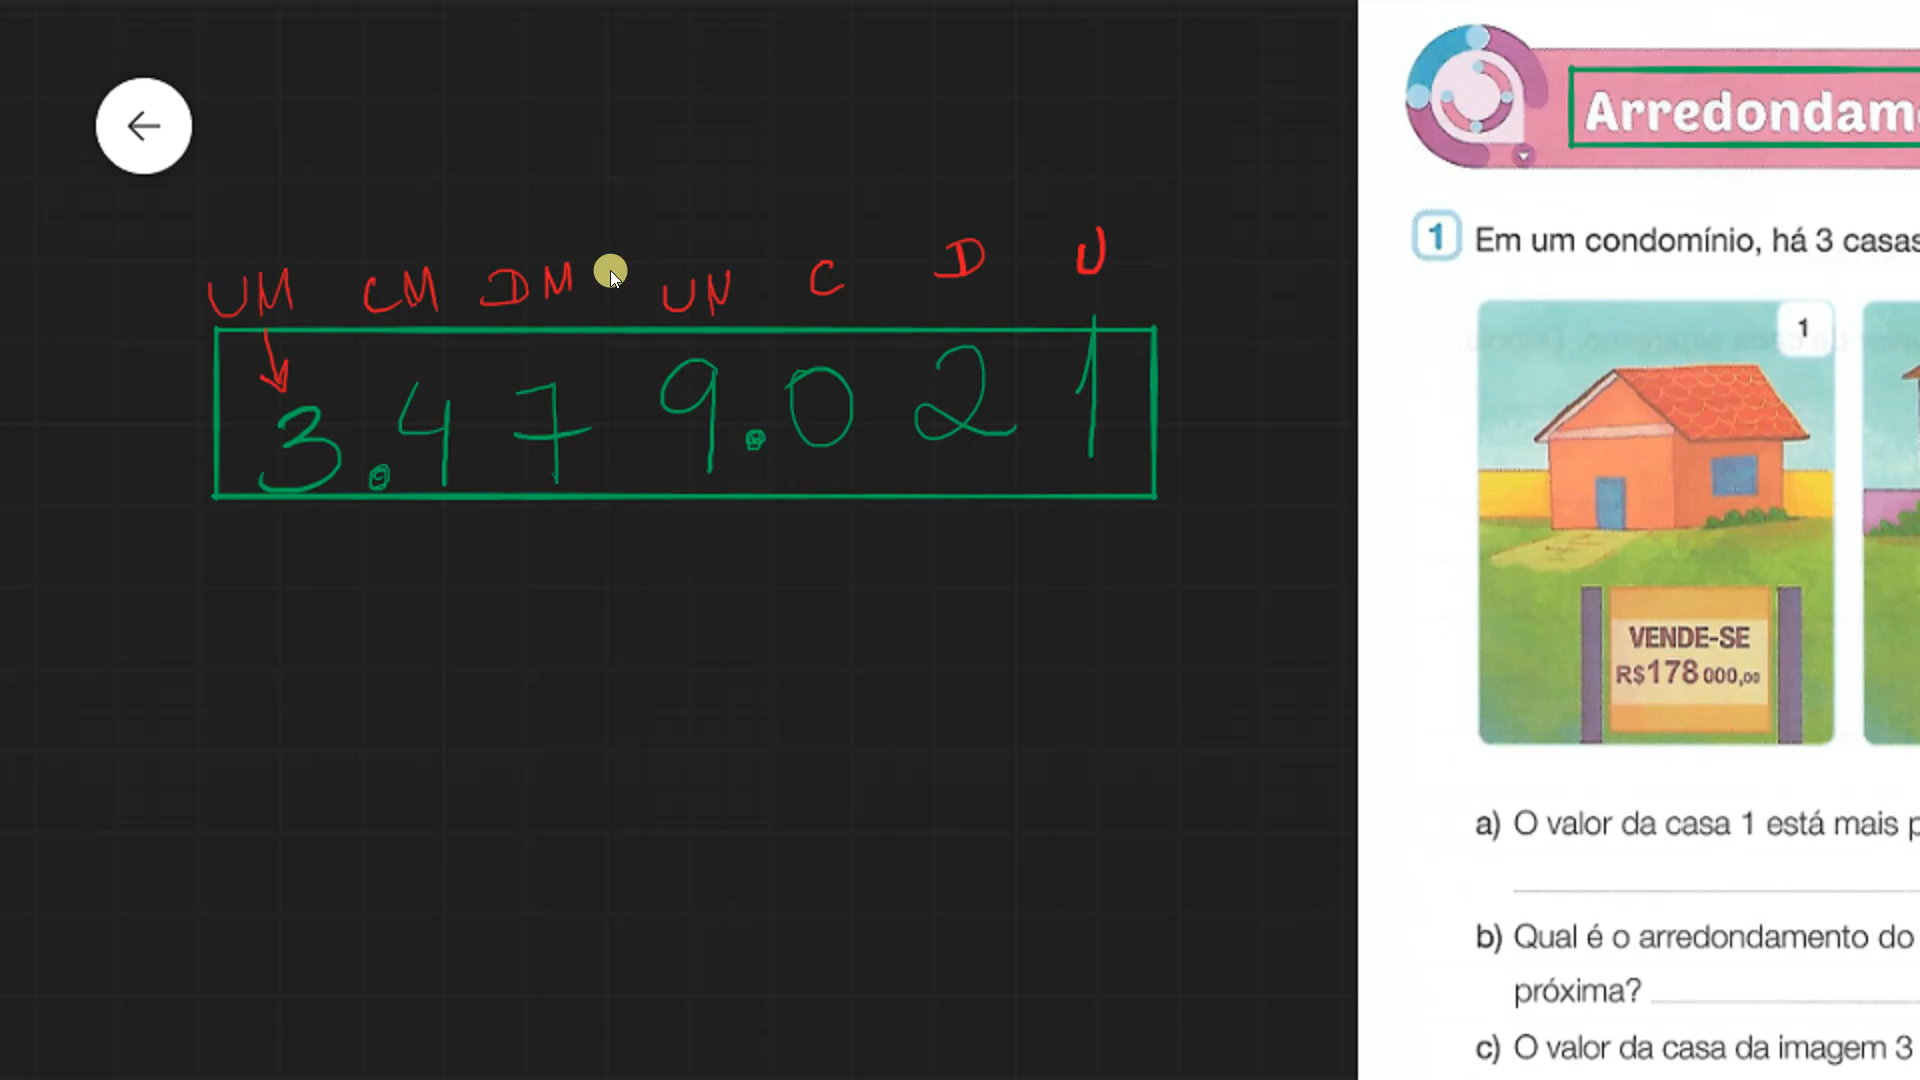 UM CM DM UM C D U
3.479.021
Arredondam
1 Em um condomínio, há 3 casas
1
VENDE-SE
R$178 000,00
a) O valor da casa 1 está mais p
b) Qual é o arredondamento do
próxima?
c) O valor da casa da imagem 3